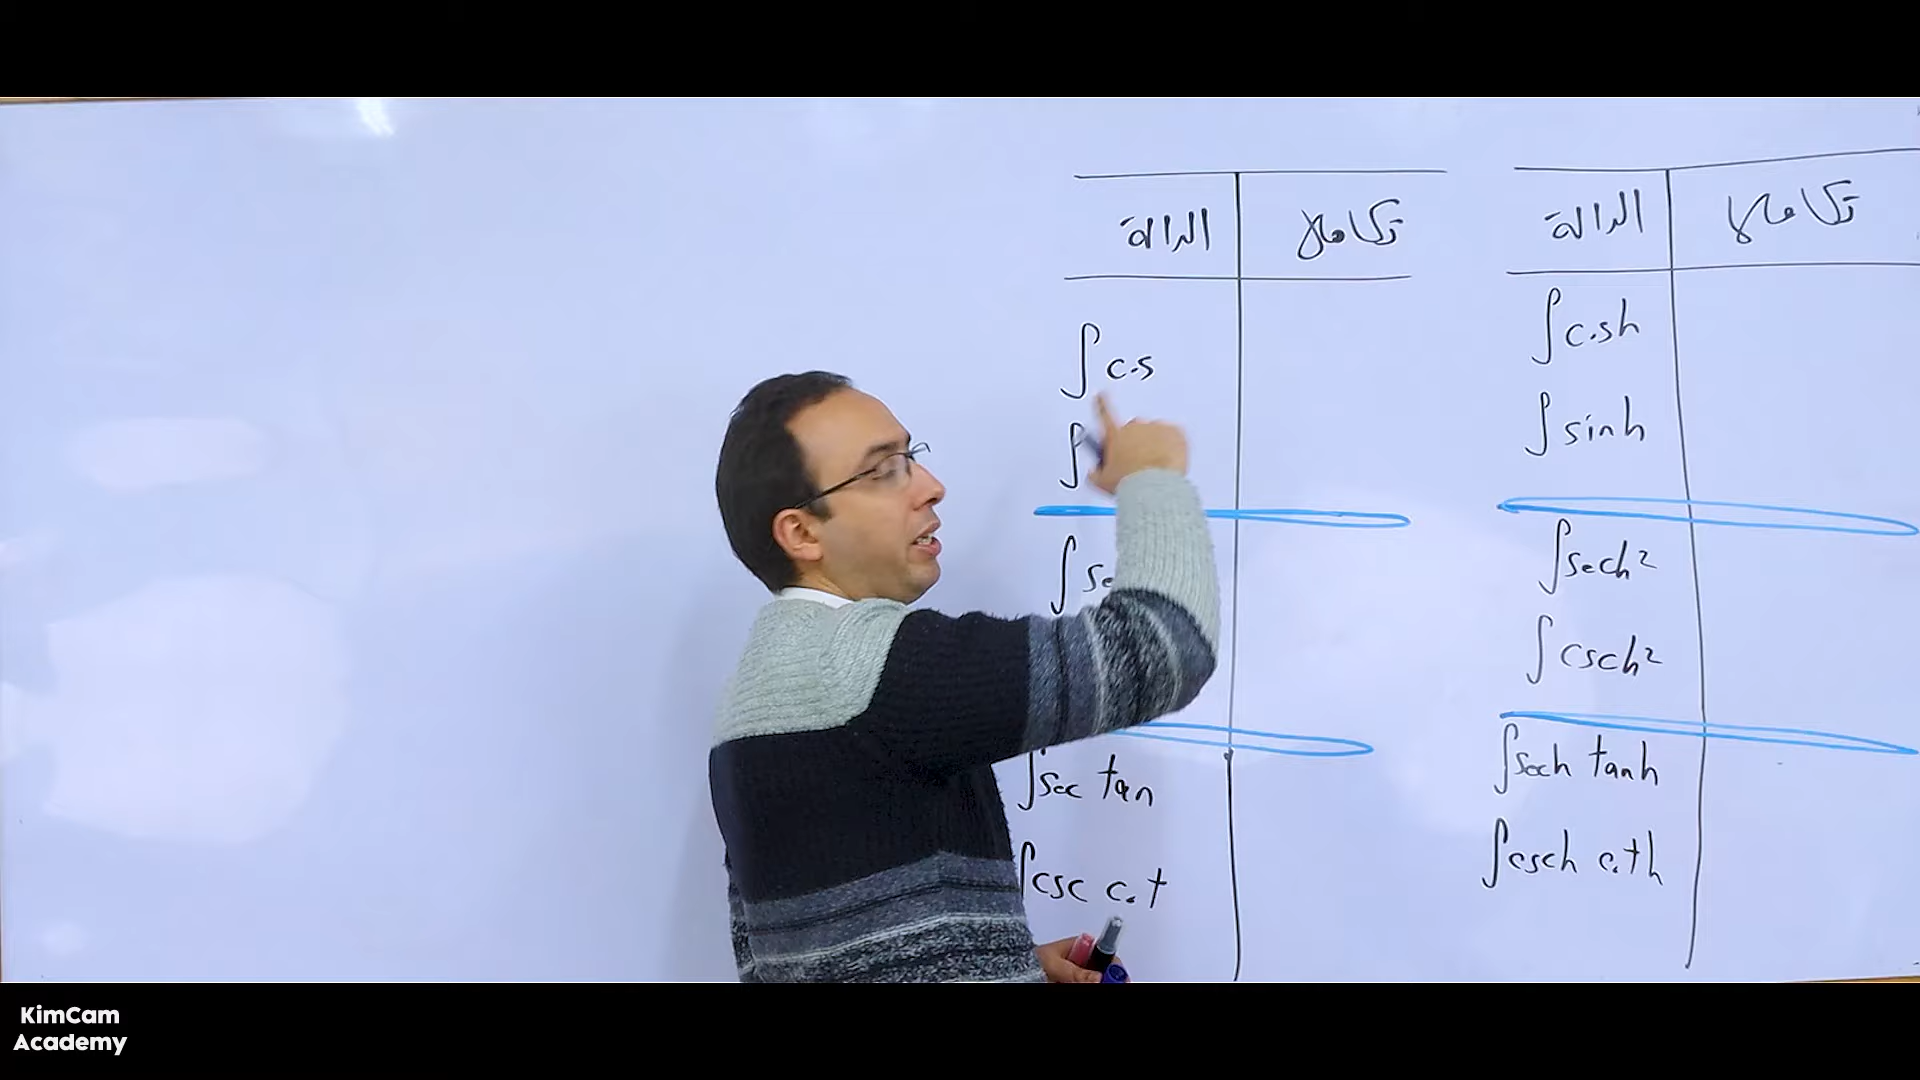 الدالة تكاملها
∫ cos
∫
∫ se
∫ sec tan
∫ csc cot
الدالة تكاملها
∫ cosh
∫ sinh
∫ sech²
∫ csch²
∫ sech tanh
∫ csch coth
KimCam
Academy